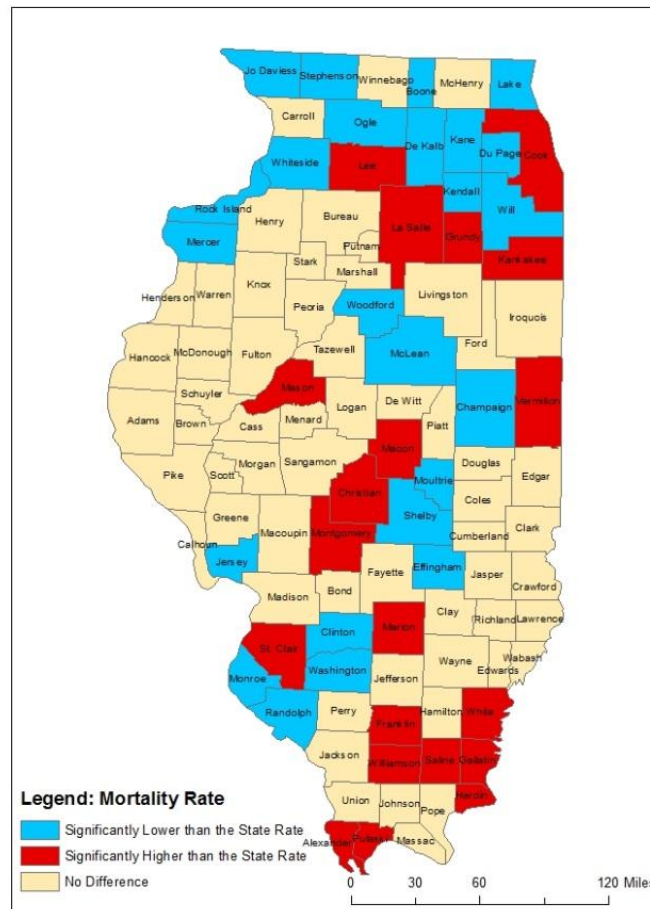 Jo Daviess
Stephenson
Winnebago
Boone
McHenry
Lake
Carroll
Ogle
De Kalb
Kane
Du Page
Cook
Whiteside
Lee
Kendall
Will
Rock Island
Henry
Bureau
La Salle
Grundy
Mercer
Putnam
Kankakee
Stark
Marshall
Knox
Henderson
Warren
Peoria
Woodford
Livingston
Iroquois
Ford
Hancock
McDonough
Fulton
Tazewell
McLean
Mason
Schuyler
Logan
De Witt
Champaign
Vermilion
Adams
Brown
Cass
Menard
Piatt
Macon
Morgan
Sangamon
Douglas
Edgar
Pike
Scott
Christian
Moultrie
Coles
Greene
Shelby
Macoupin
Montgomery
Cumberland
Clark
Calhoun
Jersey
Fayette
Effingham
Jasper
Crawford
Madison
Bond
Clay
Richland
Lawrence
Clinton
Marion
St. Clair
Wayne
Wabash
Edwards
Monroe
Washington
Jefferson
Randolph
Perry
Hamilton
White
Franklin
Jackson
Williamson
Saline
Gallatin
Hardin
Union
Johnson
Pope
Alexander
Pulaski
Massac
Legend: Mortality Rate
Significantly Lower than the State Rate
Significantly Higher than the State Rate
No Difference
0 30 60 120 Miles